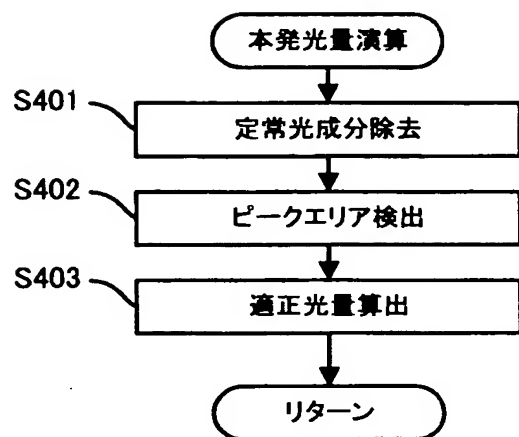 本発光量演算
S401
定常光成分除去
S402
ピークエリア検出
S403
適正光量算出
リターン